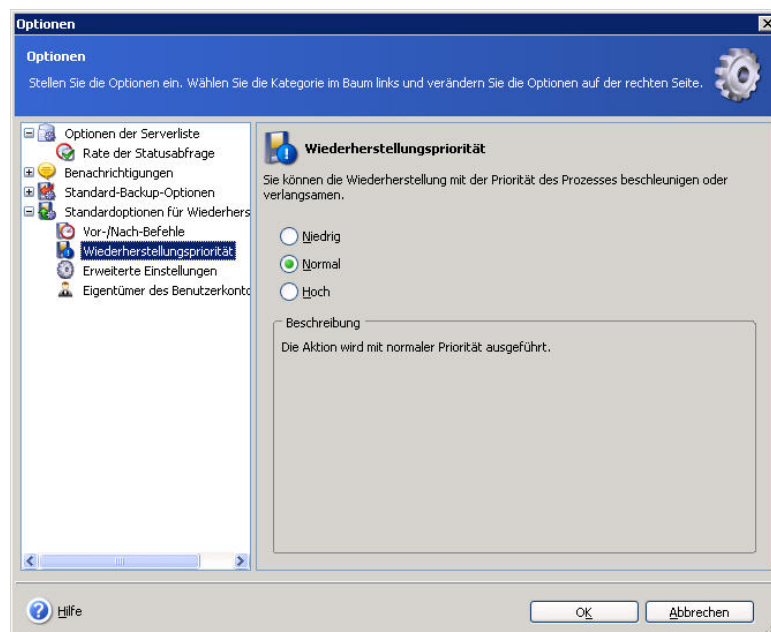 Optionen
Optionen
Stellen Sie die Optionen ein. Wählen Sie die Kategorie im Baum links und verändern Sie die Optionen auf der rechten Seite.
Optionen der Serverliste
Rate der Statusabfrage
Benachrichtigungen
Standard-Backup-Optionen
Standardoptionen für Wiederhers
Vor-/Nach-Befehle
Wiederherstellungspriorität
Erweiterte Einstellungen
Eigentümer des Benutzerkonto
Wiederherstellungspriorität
Sie können die Wiederherstellung mit der Priorität des Prozesses beschleunigen oder
verlangsamen.
Niedrig
Normal
Hoch
Beschreibung
Die Aktion wird mit normaler Priorität ausgeführt.
Hilfe
OK
Abbrechen